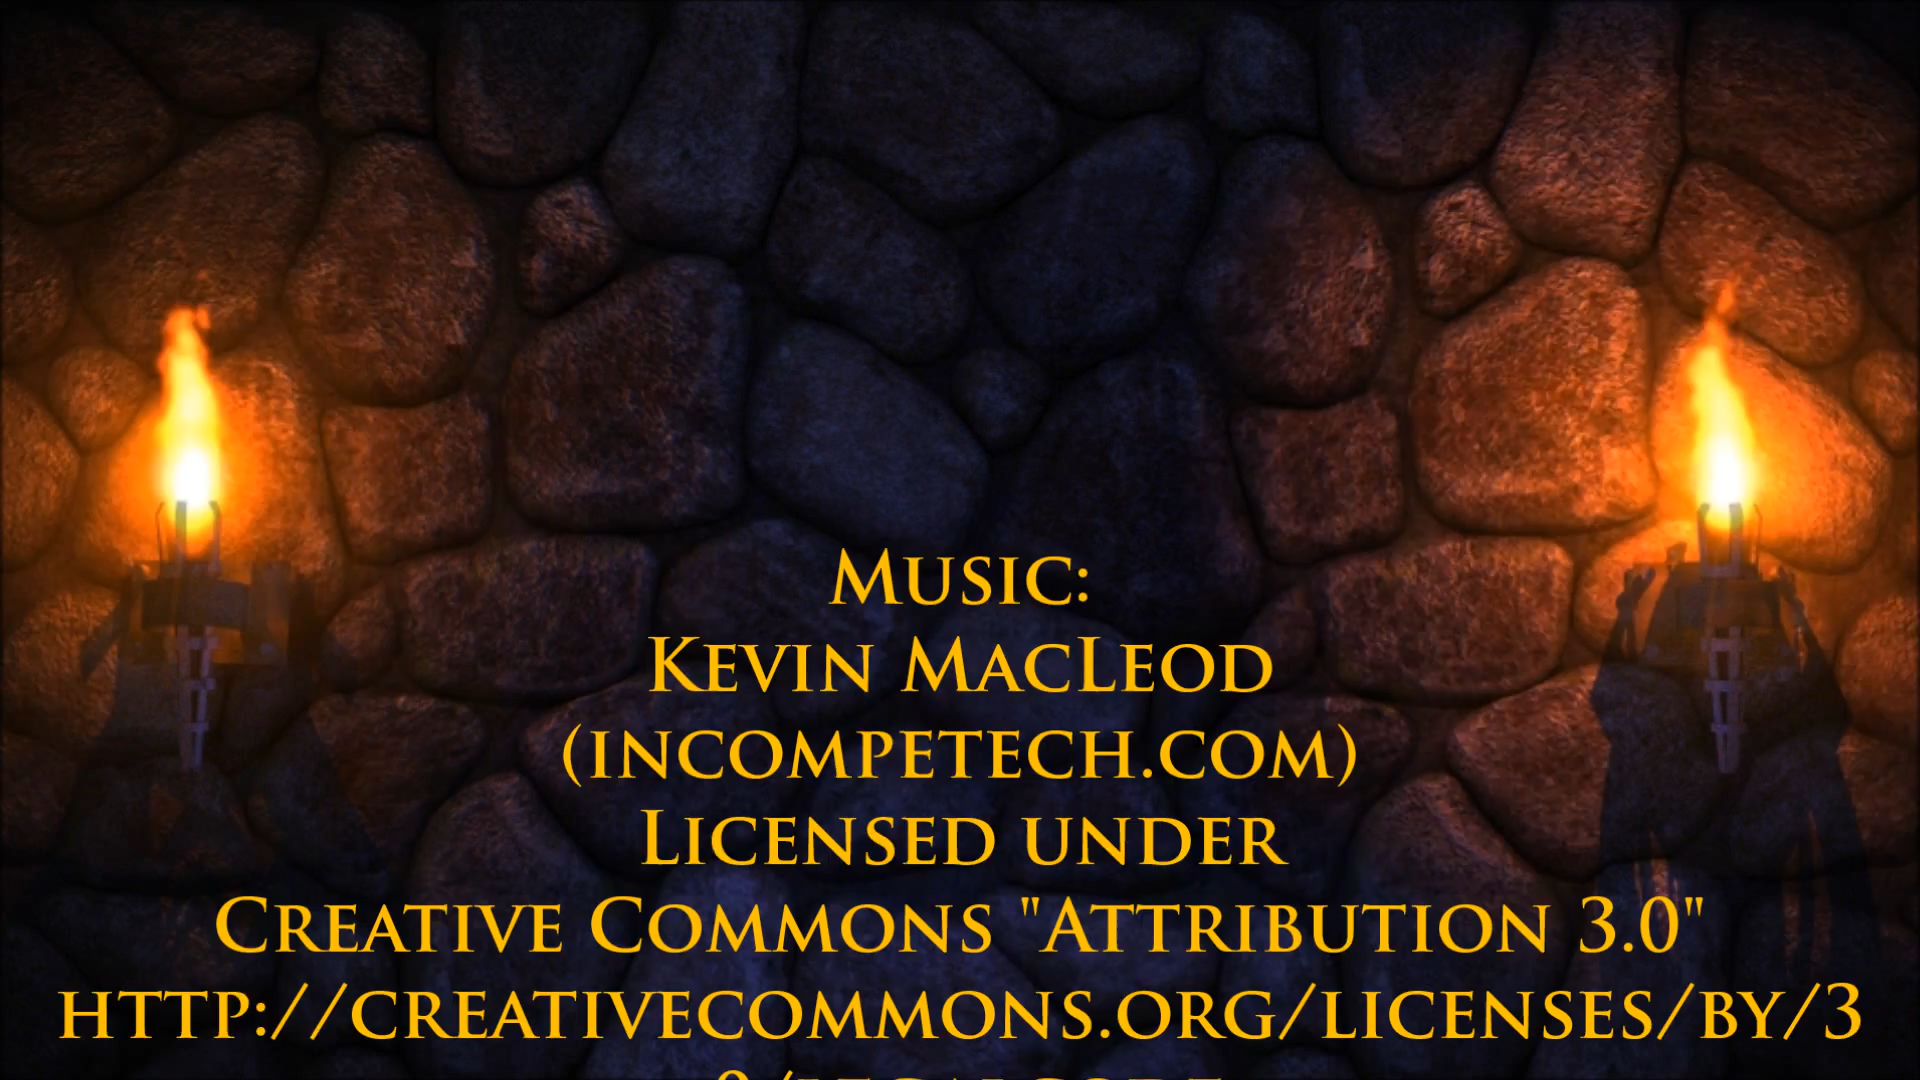 Music:
Kevin MacLeod
(incompetech.com)
Licensed under
Creative Commons "Attribution 3.0"
http://creativecommons.org/licenses/by/3